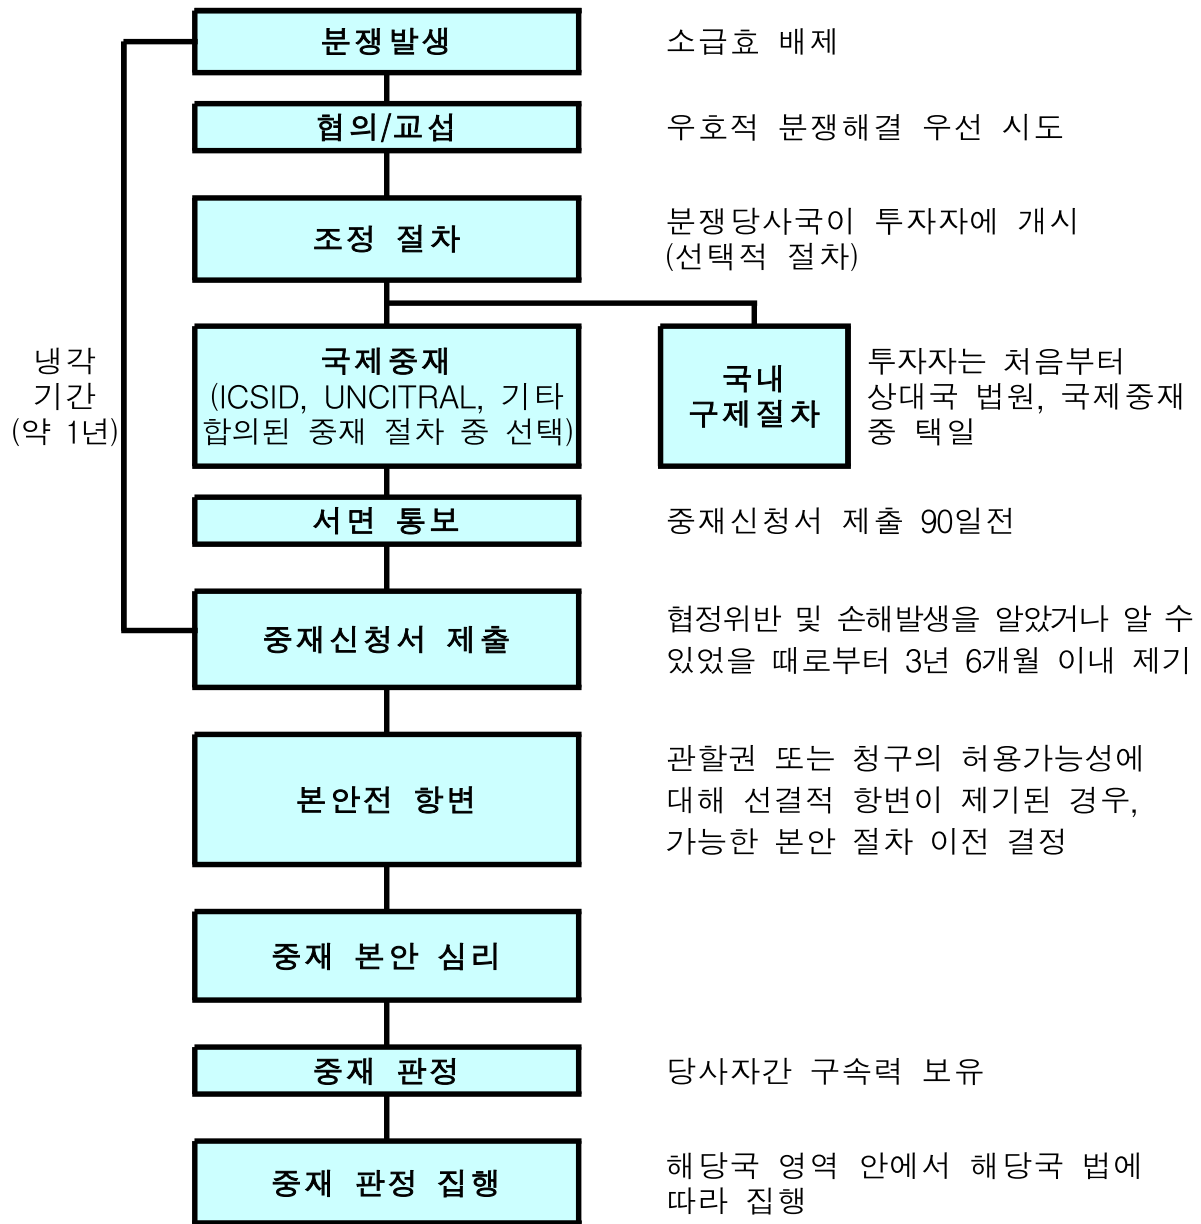 분쟁발생
소급효 배제
협의/교섭
우호적 분쟁해결 우선 시도
조정 절차
분쟁당사국이 투자자에 개시
(선택적 절차)
냉각
기간
(약 1년)
국제중재
(ICSID, UNCITRAL, 기타
합의된 중재 절차 중 선택)
국내
구제절차
투자자는 처음부터
상대국 법원, 국제중재
중 택일
서면 통보
중재신청서 제출 90일전
중재신청서 제출
협정위반 및 손해발생을 알았거나 알 수
있었을 때로부터 3년 6개월 이내 제기
본안전 항변
관할권 또는 청구의 허용가능성에
대해 선결적 항변이 제기된 경우,
가능한 본안 절차 이전 결정
중재 본안 심리
중재 판정
당사자간 구속력 보유
중재 판정 집행
해당국 영역 안에서 해당국 법에
따라 집행